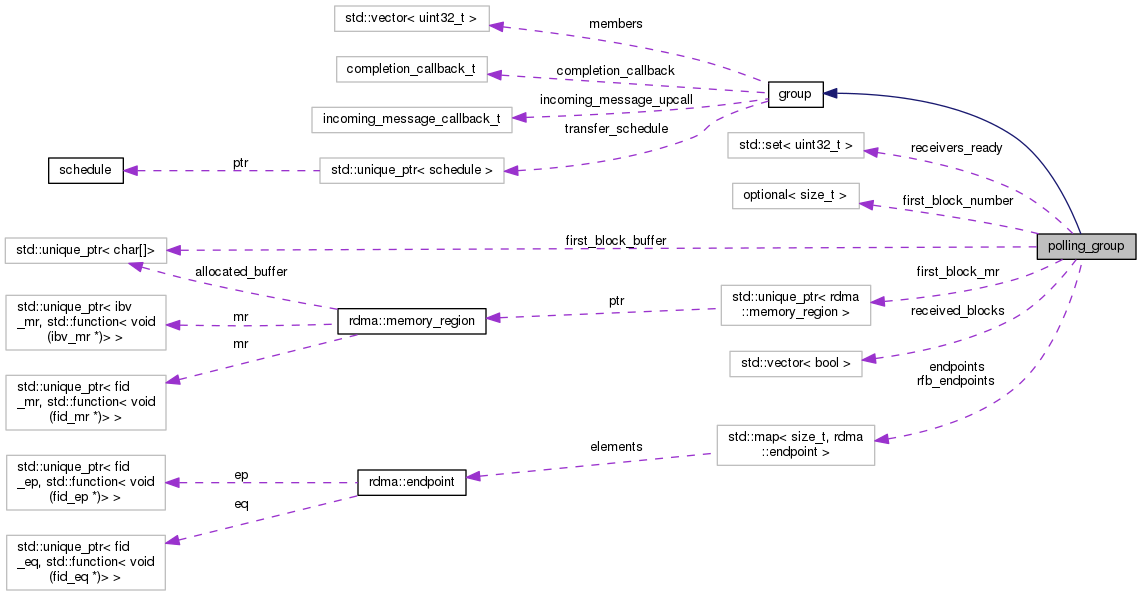 std::vector< uint32_t >
members
completion_callback_t
completion_callback
group
incoming_message_upcall
incoming_message_callback_t
transfer_schedule
std::set< uint32_t >
receivers_ready
schedule
ptr
std::unique_ptr< schedule >
optional< size_t >
first_block_number
std::unique_ptr< char[]>
first_block_buffer
polling_group
allocated_buffer
first_block_mr
std::unique_ptr< rdma
::memory_region >
ptr
std::unique_ptr< ibv
_mr, std::function< void
(ibv_mr *)> >
mr
rdma::memory_region
received_blocks
mr
std::vector< bool >
endpoints
rfb_endpoints
std::unique_ptr< fid
_mr, std::function< void
(fid_mr *)> >
std::map< size_t, rdma
::endpoint >
elements
std::unique_ptr< fid
_ep, std::function< void
(fid_ep *)> >
ep
rdma::endpoint
eq
std::unique_ptr< fid
_eq, std::function< void
(fid_eq *)> >